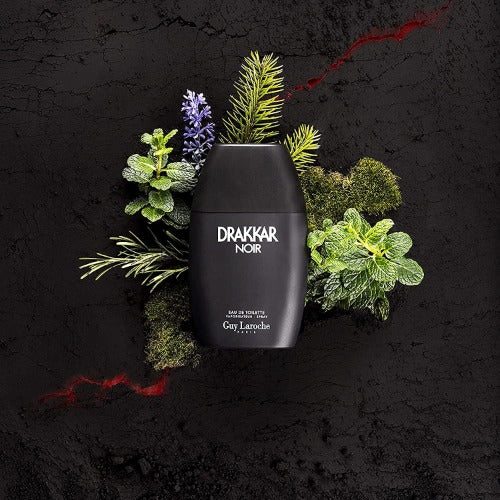 DRAKKAR
NOIR
EAU DE TOILETTE
VAPORISATEUR - SPRAY
Guy Laroche
PARIS